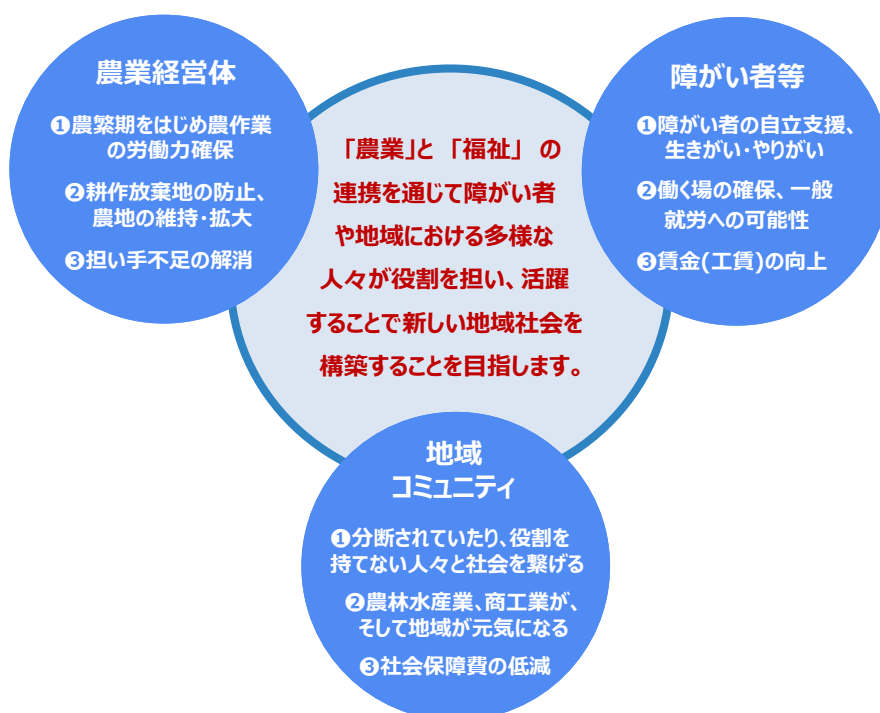 農業経営体
❶農繁期をはじめ農作業
の労働力確保
❷耕作放棄地の防止、
農地の維持・拡大
❸担い手不足の解消
「農業」と「福祉」の
連携を通じて障がい者
や地域における多様な
人々が役割を担い、活躍
することで新しい地域社会を
構築することを目指します。
障がい者等
❶障がい者の自立支援、
生きがい・やりがい
❷働く場の確保、一般
就労への可能性
❸賃金(工賃)の向上
地域
コミュニティ
❶分断されていたり、役割を
持てない人々と社会を繋げる
❷農林水産業、商工業が、
そして地域が元気になる
❸社会保障費の低減